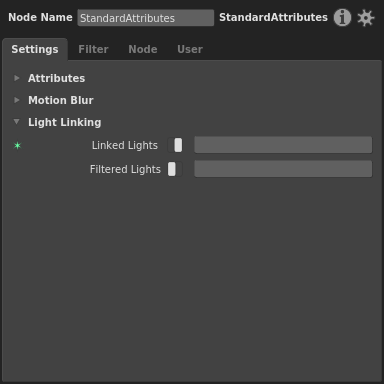 Node Name StandardAttributes StandardAttributes
Settings Filter Node User
Attributes
Motion Blur
Light Linking
Linked Lights
Filtered Lights